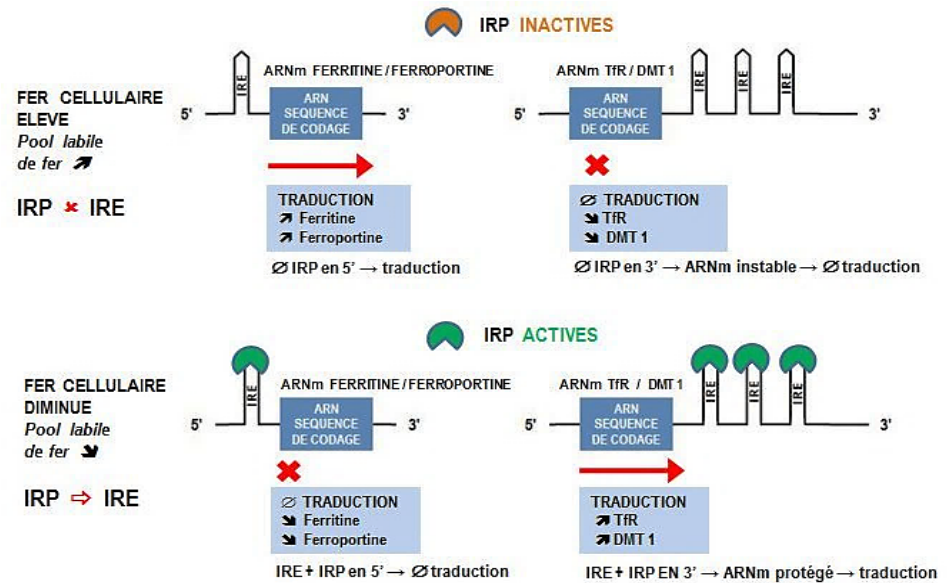 IRP INACTIVES
ARNm FERRITINE/FERROPORTINE
ARNm TfR/DMT 1
FER CELLULAIRE
ELEVE
Pool labile
de fer ↗
IRP ✖ IRE
5'
IRE
ARN
SEQUENCE
DE CODAGE
3'
TRADUCTION
↗ Ferritine
↗ Ferroportine
∅ IRP en 5' → traduction
5'
ARN
SEQUENCE
DE CODAGE
IRE
IRE
IRE
3'
✖
∅ TRADUCTION
↘ TfR
↘ DMT 1
∅ IRP en 3' → ARNm instable → ∅ traduction
IRP ACTIVES
ARNm FERRITINE/FERROPORTINE
ARNm TfR / DMT 1
FER CELLULAIRE
DIMINUE
Pool labile
de fer ↘
IRP ⇨ IRE
5'
IRE
ARN
SEQUENCE
DE CODAGE
3'
✖
∅ TRADUCTION
↘ Ferritine
↘ Ferroportine
IRE + IRP en 5' → ∅ traduction
5'
ARN
SEQUENCE
DE CODAGE
IRE
IRE
IRE
3'
TRADUCTION
↗ TfR
↗ DMT 1
IRE + IRP EN 3' → ARNm protégé → traduction